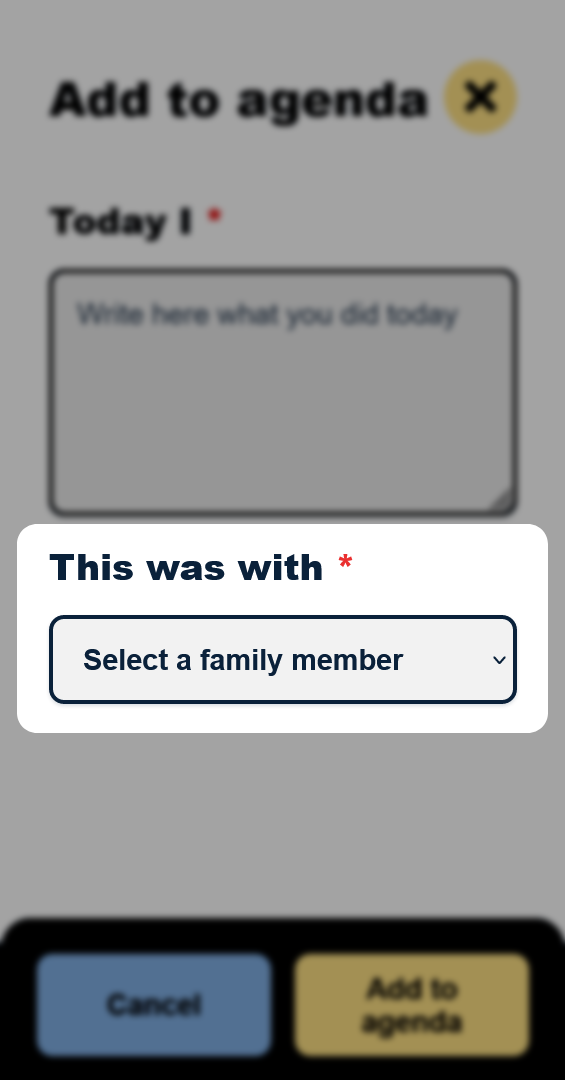 Add to agenda
Today I *
Write here what you did today
This was with *
Select a family member
Cancel
Add to
agenda